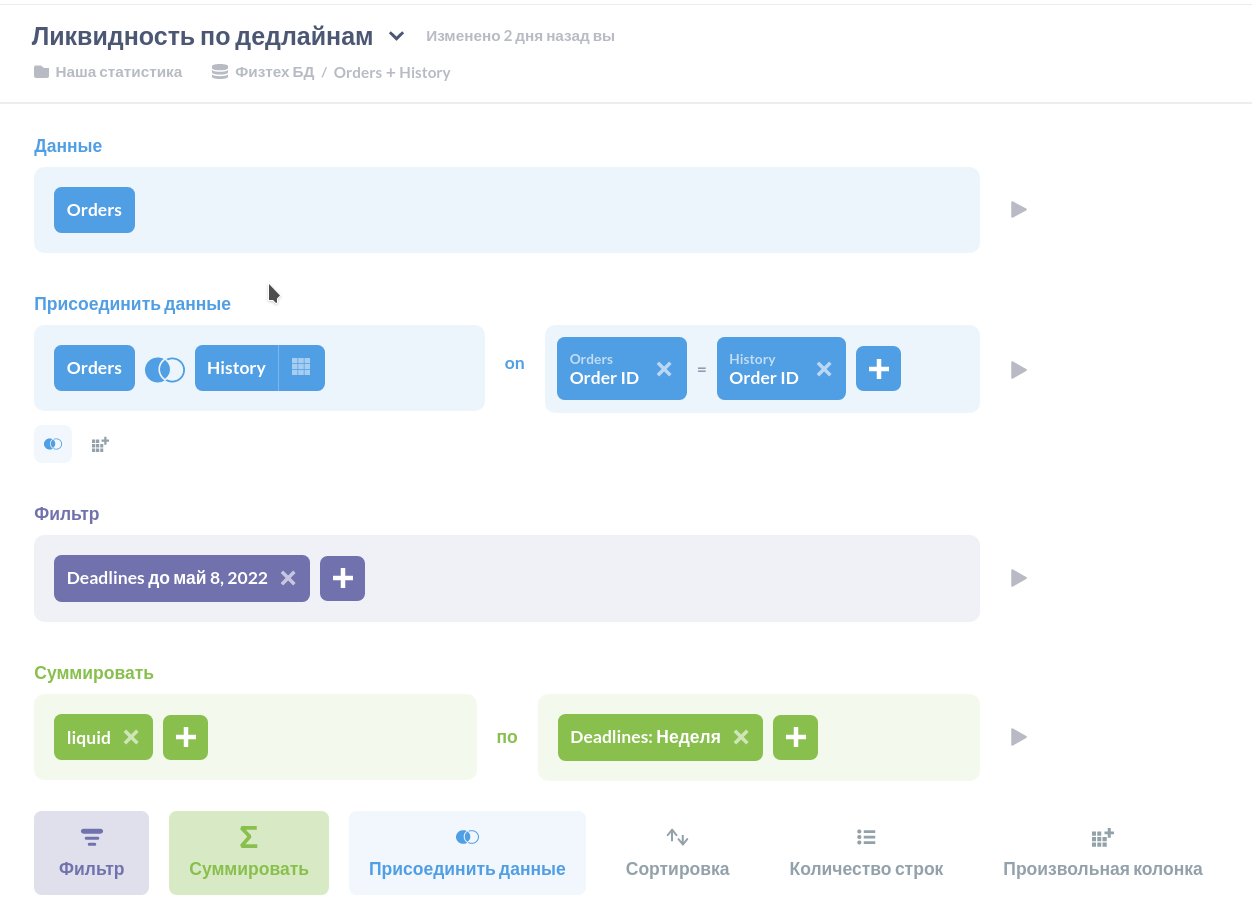 Ликвидность по дедлайнам Изменено 2 дня назад вы
Наша статистика Физтех БД / Orders + History
Данные
Orders
Присоединить данные
Orders History on Orders Order ID = History Order ID
Фильтр
Deadlines до май 8, 2022
Суммировать
liquid по Deadlines: Неделя
Фильтр Суммировать Присоединить данные Сортировка Количество строк Произвольная колонка